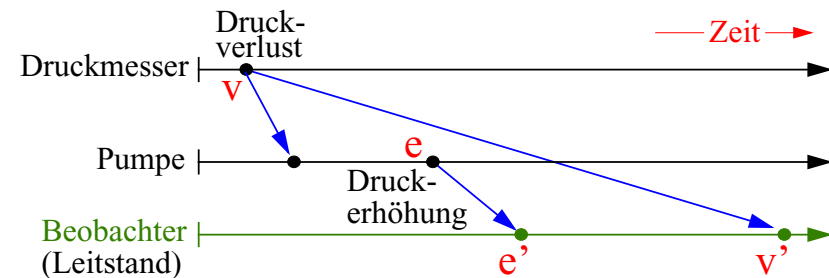 Druck-
verlust
Zeit
Druckmesser
v
Pumpe
e
Druck-
erhöhung
Beobachter
(Leitstand)
e’
v’